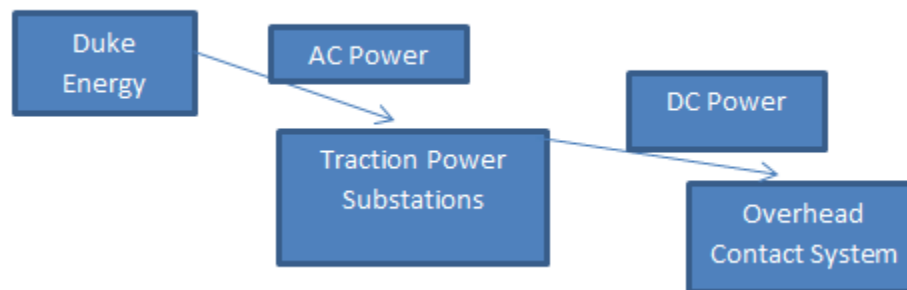 Duke
Energy
AC Power
DC Power
Traction Power
Substations
Overhead
Contact System